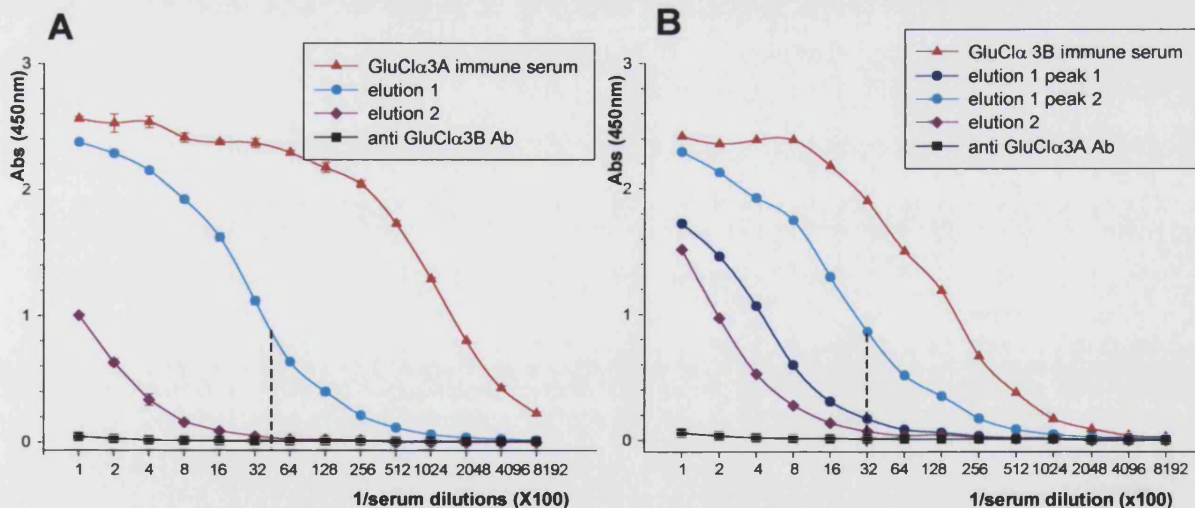 A
GluClα3A immune serum
elution 1
elution 2
anti GluClα3B Ab
Abs (450nm)
3
2
1
0
1 2 4 8 16 32 64 128 256 512 1024 2048 4096 8192
1/serum dilutions (X100)
B
GluClα 3B immune serum
elution 1 peak 1
elution 1 peak 2
elution 2
anti GluClα3A Ab
Abs (450nm)
3
2
1
0
1 2 4 8 16 32 64 128 256 512 1024 2048 4096 8192
1/serum dilution (x100)